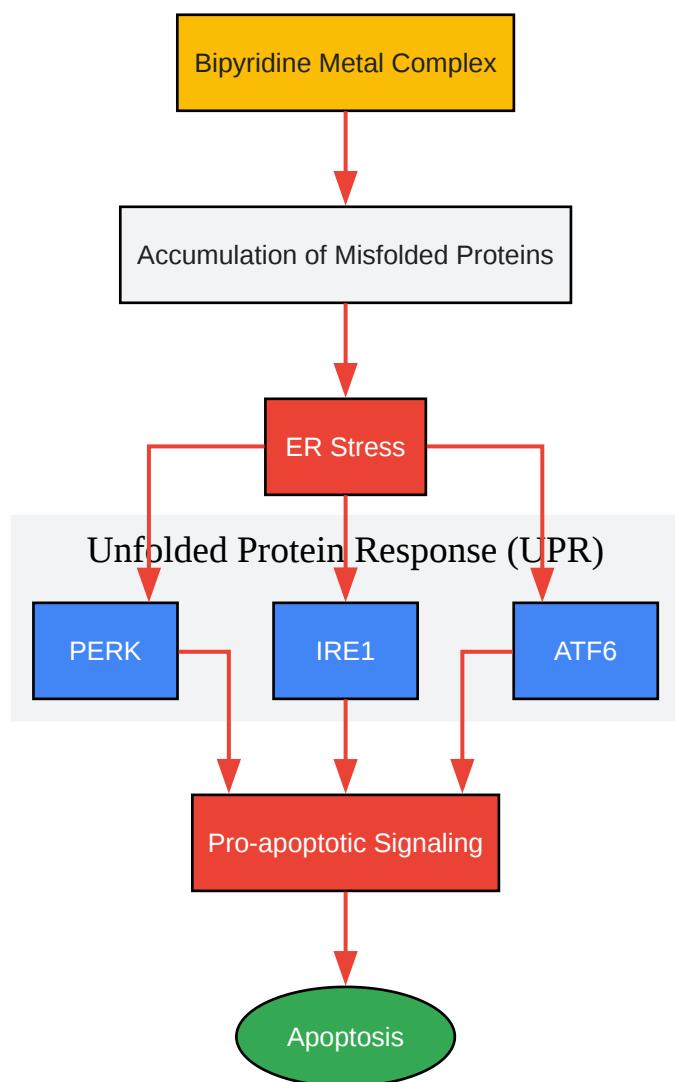 Bipyridine Metal Complex
Accumulation of Misfolded Proteins
ER Stress
Unfolded Protein Response (UPR)
PERK
IRE1
ATF6
Pro-apoptotic Signaling
Apoptosis